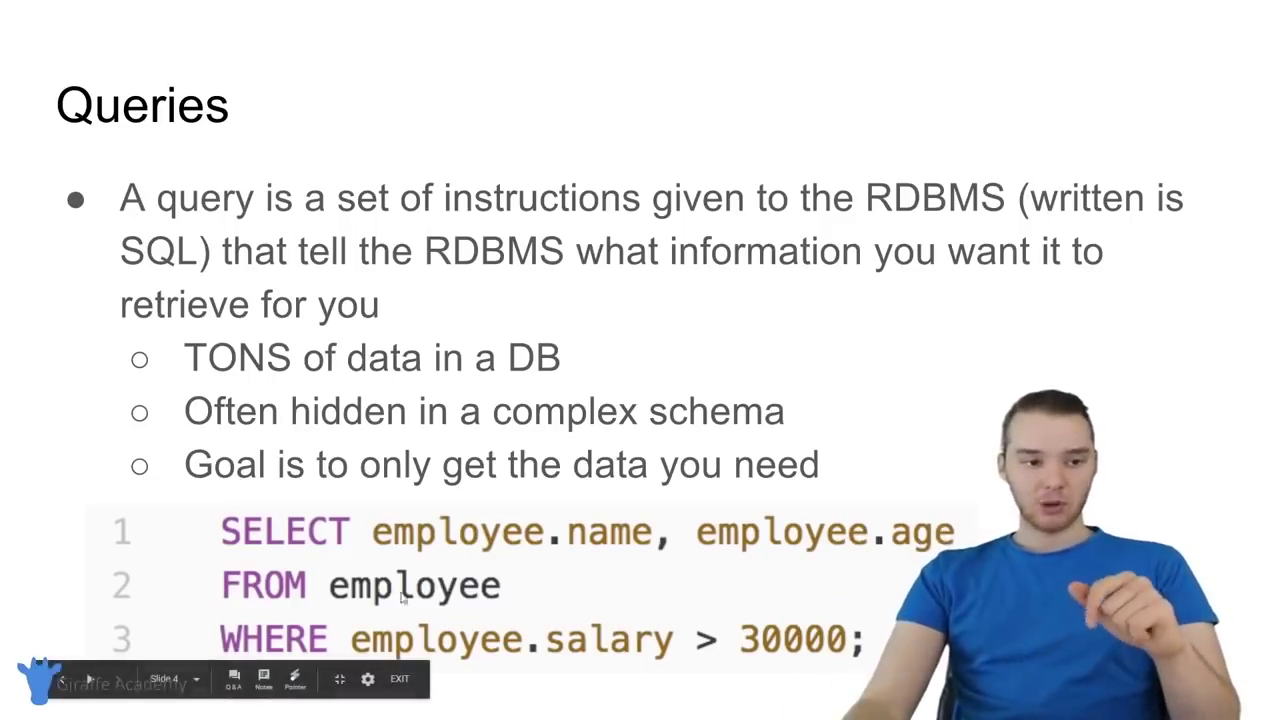 Queries
● A query is a set of instructions given to the RDBMS (written is
SQL) that tell the RDBMS what information you want it to
retrieve for you
○ TONS of data in a DB
○ Often hidden in a complex schema
○ Goal is to only get the data you need
1 SELECT employee.name, employee.age
2 FROM employee
3 WHERE employee.salary > 30000;
Giraffe Academy
Slide 4
Q&A Notes Pointer EXIT